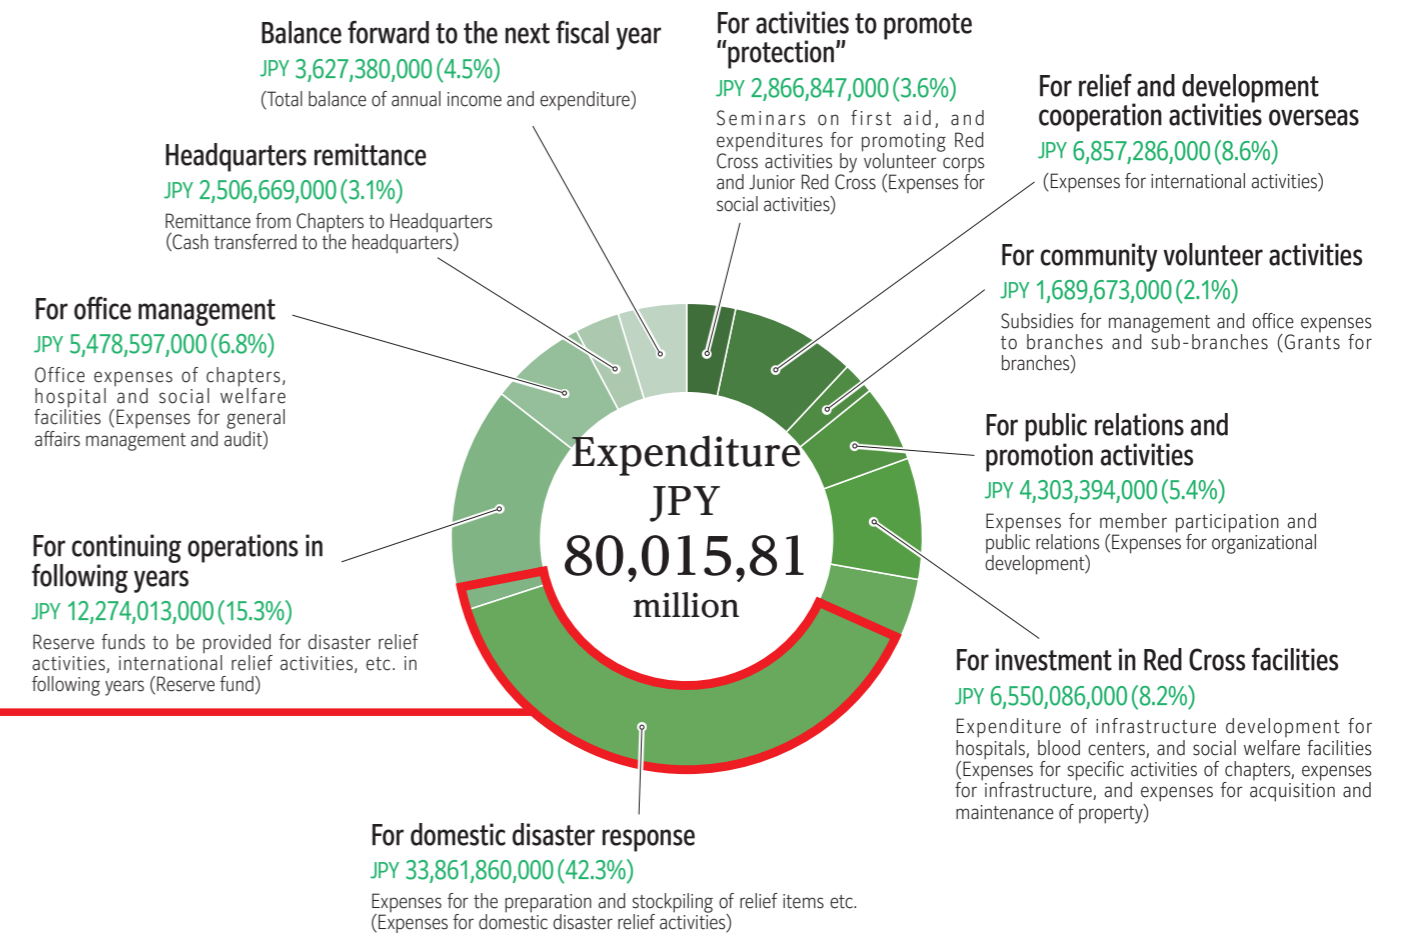 Balance forward to the next fiscal year
JPY 3,627,380,000 (4.5%)
(Total balance of annual income and expenditure)
For activities to promote
“protection”
JPY 2,866,847,000 (3.6%)
Seminars on first aid, and
expenditures for promoting Red
Cross activities by volunteer corps
and Junior Red Cross (Expenses for
social activities)
For relief and development
cooperation activities overseas
JPY 6,857,286,000 (8.6%)
(Expenses for international activities)
Headquarters remittance
JPY 2,506,669,000 (3.1%)
Remittance from Chapters to Headquarters
(Cash transferred to the headquarters)
For community volunteer activities
JPY 1,689,673,000 (2.1%)
Subsidies for management and office expenses
to branches and sub-branches (Grants for
branches)
For office management
JPY 5,478,597,000 (6.8%)
Office expenses of chapters,
hospital and social welfare
facilities (Expenses for general
affairs management and audit)
For public relations and
promotion activities
JPY 4,303,394,000 (5.4%)
Expenses for member participation and
public relations (Expenses for organizational
development)
Expenditure
JPY
80,015,81
million
For continuing operations in
following years
JPY 12,274,013,000 (15.3%)
Reserve funds to be provided for disaster relief
activities, international relief activities, etc. in
following years (Reserve fund)
For investment in Red Cross facilities
JPY 6,550,086,000 (8.2%)
Expenditure of infrastructure development for
hospitals, blood centers, and social welfare facilities
(Expenses for specific activities of chapters, expenses
for infrastructure, and expenses for acquisition and
maintenance of property)
For domestic disaster response
JPY 33,861,860,000 (42.3%)
Expenses for the preparation and stockpiling of relief items etc.
(Expenses for domestic disaster relief activities)